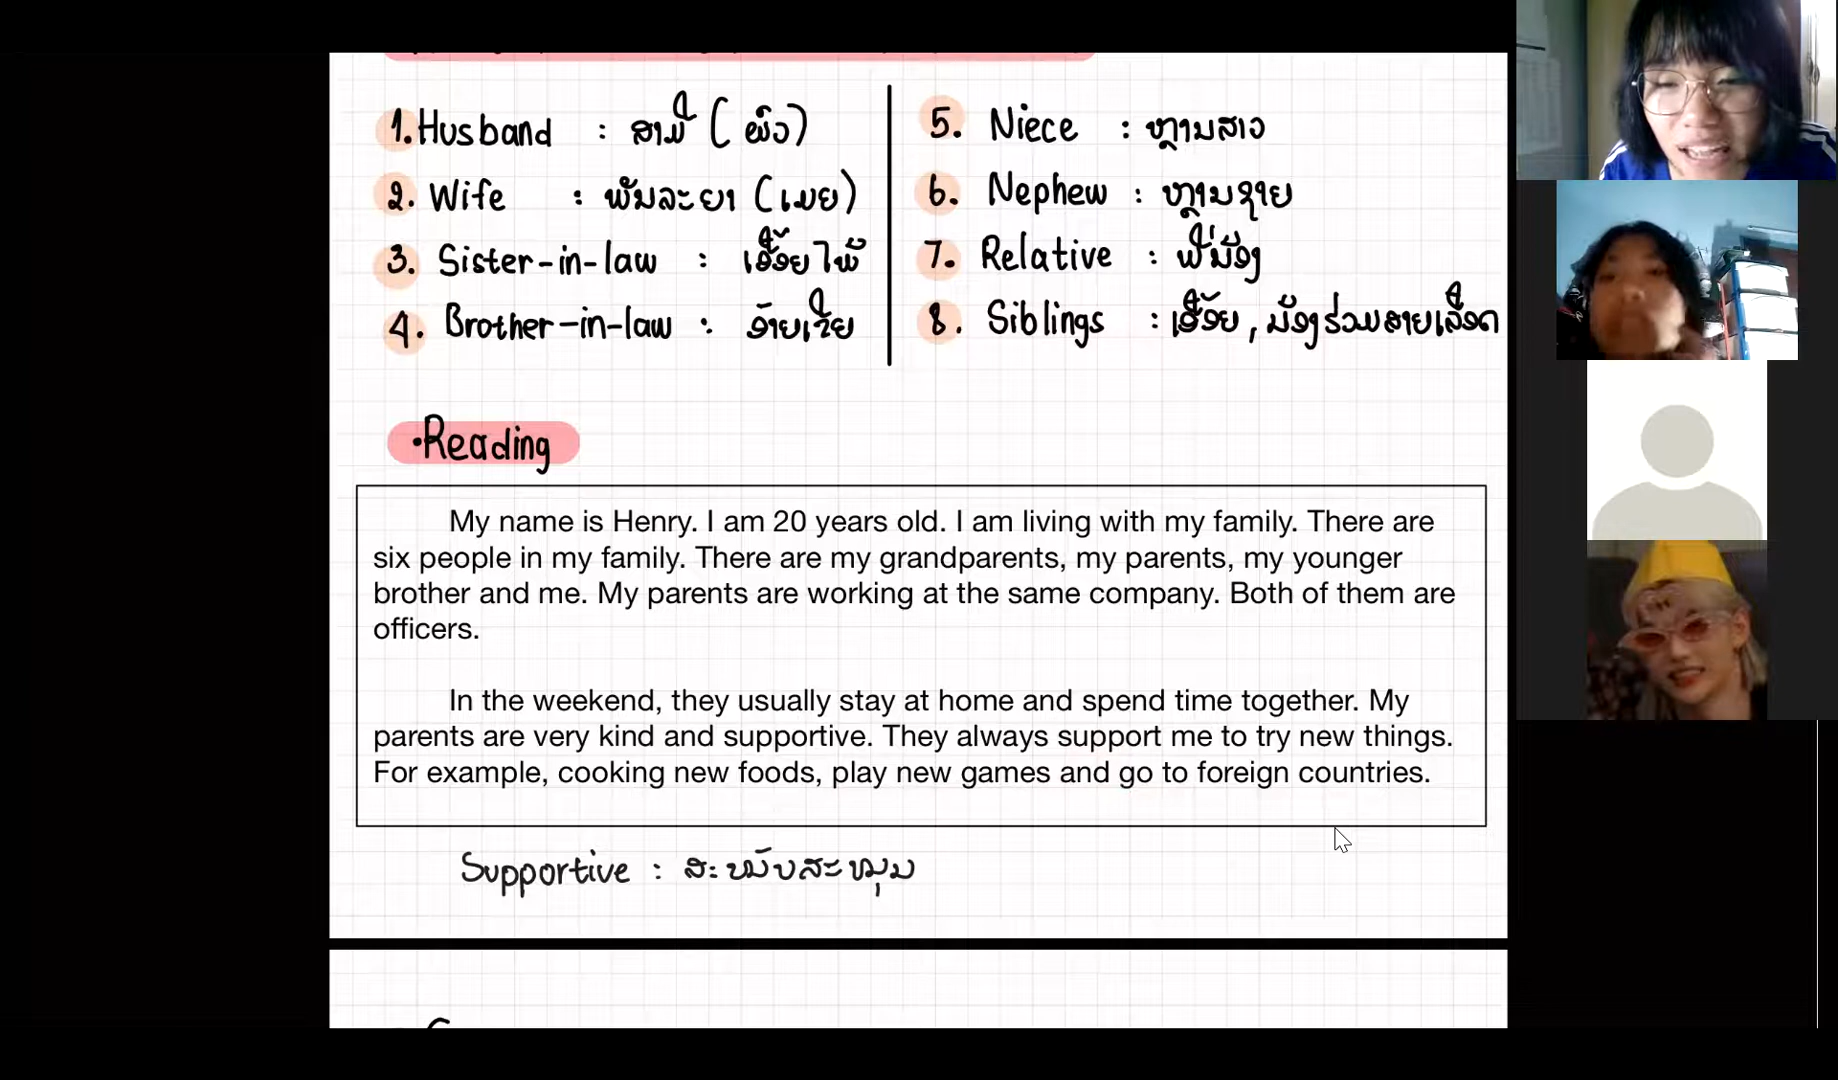 1. Husband : ສາມີ (ຜົວ)
2. Wife : ພັນລະຍາ (ເມຍ)
3. Sister-in-law : ເອື້ອຍໄພ້
4. Brother-in-law : ອ້າຍເຂີຍ
5. Niece : ຫຼານສາວ
6. Nephew : ຫຼານຊາຍ
7. Relative : ພີ່ນ້ອງ
8. Siblings : ເອື້ອຍ, ນ້ອງຮ່ວມສາຍເລືອດ
•Reading
My name is Henry. I am 20 years old. I am living with my family. There are
six people in my family. There are my grandparents, my parents, my younger
brother and me. My parents are working at the same company. Both of them are
officers.
In the weekend, they usually stay at home and spend time together. My
parents are very kind and supportive. They always support me to try new things.
For example, cooking new foods, play new games and go to foreign countries.
Supportive : ສະໜັບສະໜຸນ